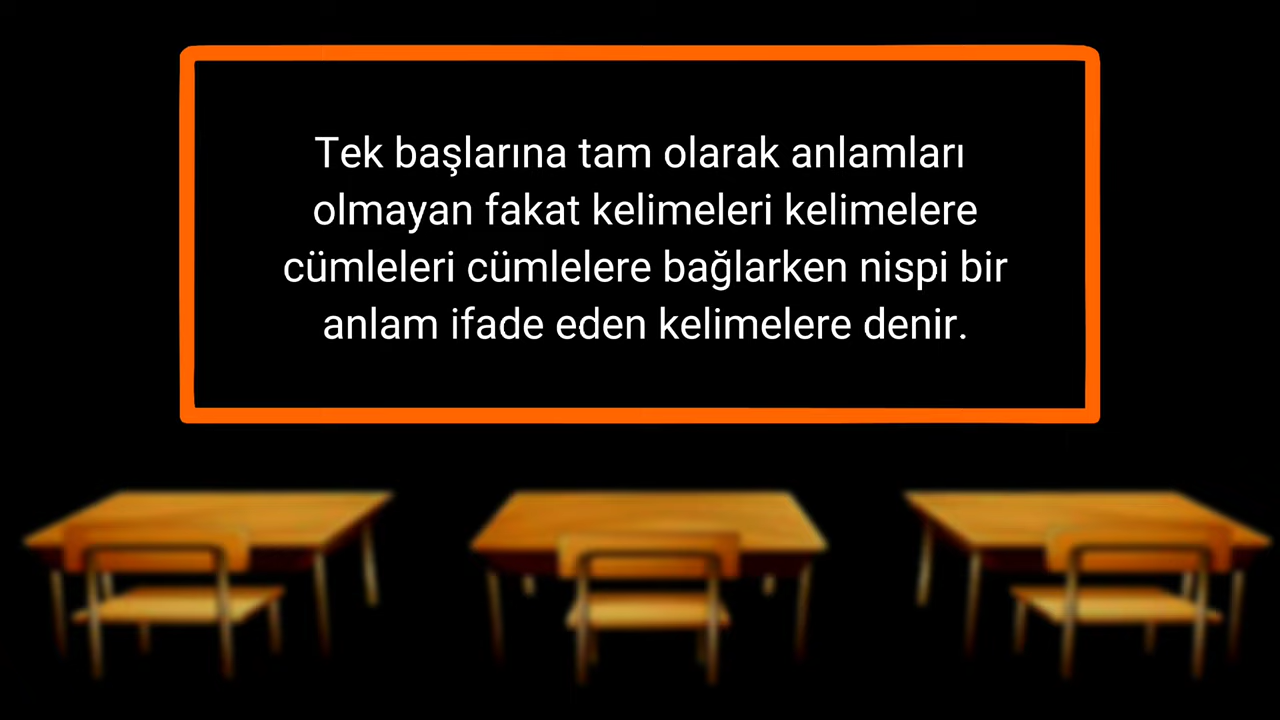 Tek başlarına tam olarak anlamları
olmayan fakat kelimeleri kelimelere
cümleleri cümlelere bağlarken nispi bir
anlam ifade eden kelimelere denir.